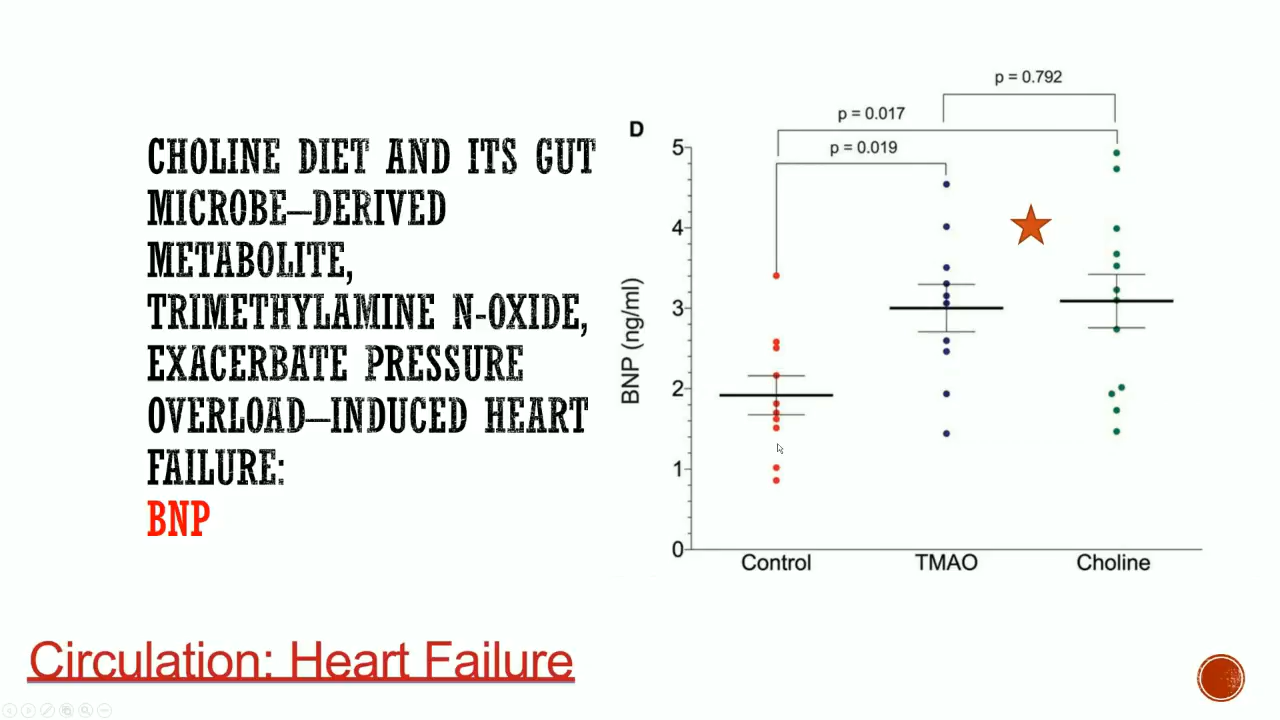 CHOLINE DIET AND ITS GUT
MICROBE–DERIVED
METABOLITE,
TRIMETHYLAMINE N-OXIDE,
EXACERBATE PRESSURE
OVERLOAD–INDUCED HEART
FAILURE:
BNP
D
p = 0.792
p = 0.017
p = 0.019
BNP (ng/ml)
5
4
3
2
1
0
Control TMAO Choline
Circulation: Heart Failure